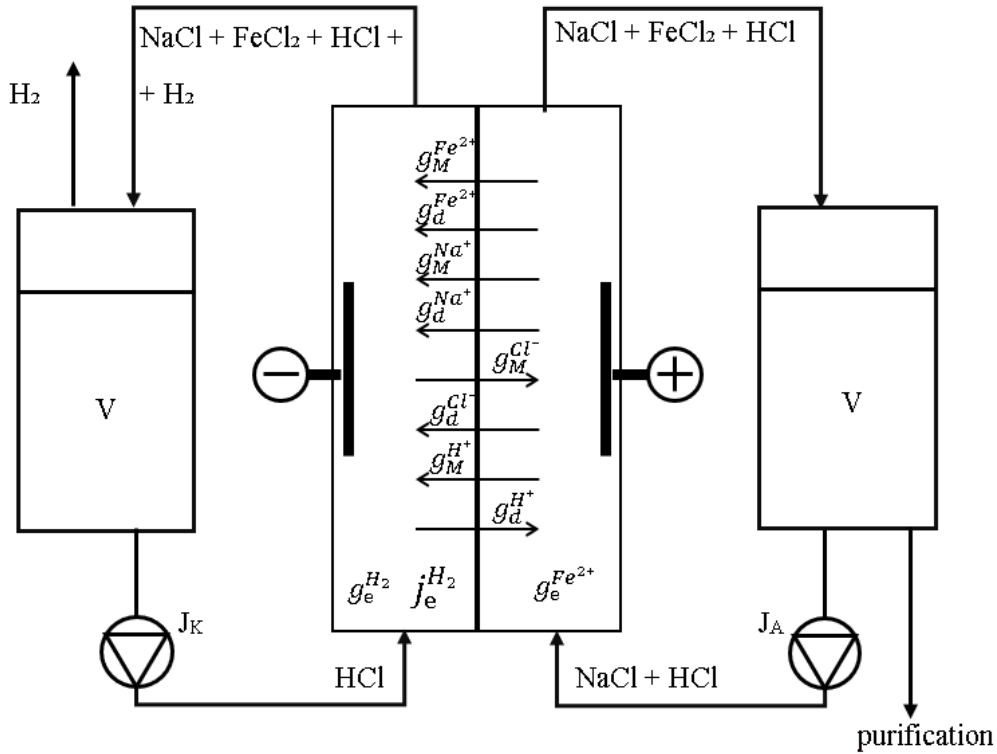 NaCl + FeCl₂ + HCl +
+ H₂
H₂
NaCl + FeCl₂ + HCl
g_M^{Fe²⁺}
g_d^{Fe²⁺}
g_M^{Na⁺}
g_d^{Na⁺}
g_M^{Cl⁻}
g_d^{Cl⁻}
g_M^{H⁺}
g_d^{H⁺}
−
+
V
V
g_e^{H₂}
j_e^{H₂}
g_e^{Fe²⁺}
J_K
J_A
HCl
NaCl + HCl
purification